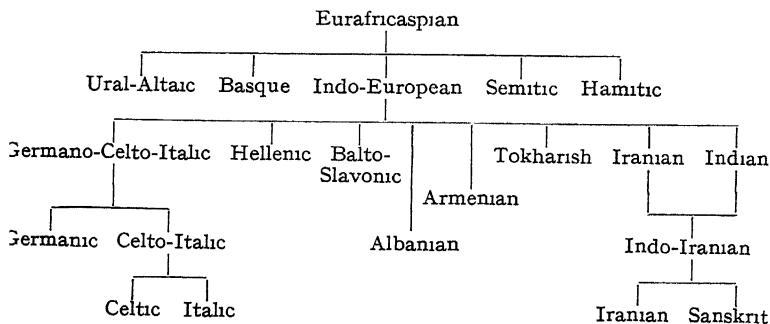 Eurafricaspian
Ural-Altaic Basque Indo-European Semitic Hamitic
Germano-Celto-Italic Hellenic Balto-Slavonic Tokharish Iranian Indian
Armenian
Germanic Celto-Italic Albanian Indo-Iranian
Celtic Italic Iranian Sanskrit